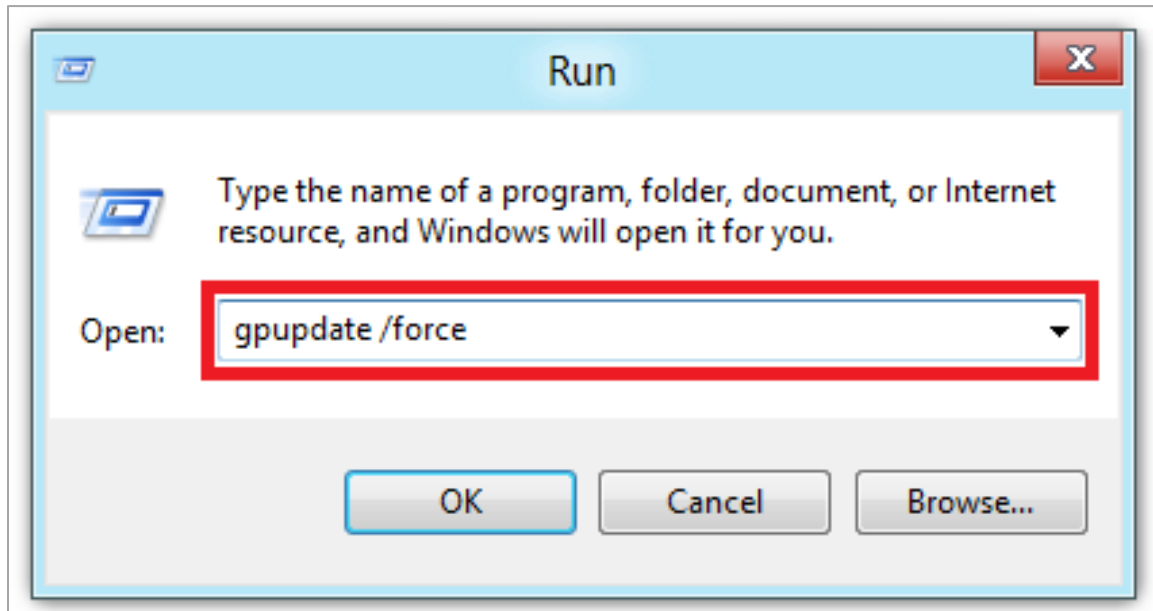 Run
Type the name of a program, folder, document, or Internet
resource, and Windows will open it for you.
Open: gpupdate /force
OK Cancel Browse...